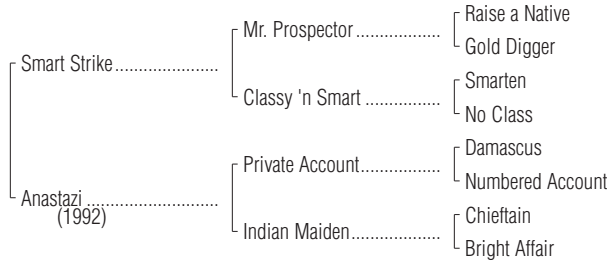 Raise a Native
Mr. Prospector..................
Gold Digger
Smart Strike......................
Smarten
Classy 'n Smart ................
No Class
Damascus
Private Account.................
Numbered Account
Anastazi ............................
(1992)
Chieftain
Indian Maiden...................
Bright Affair